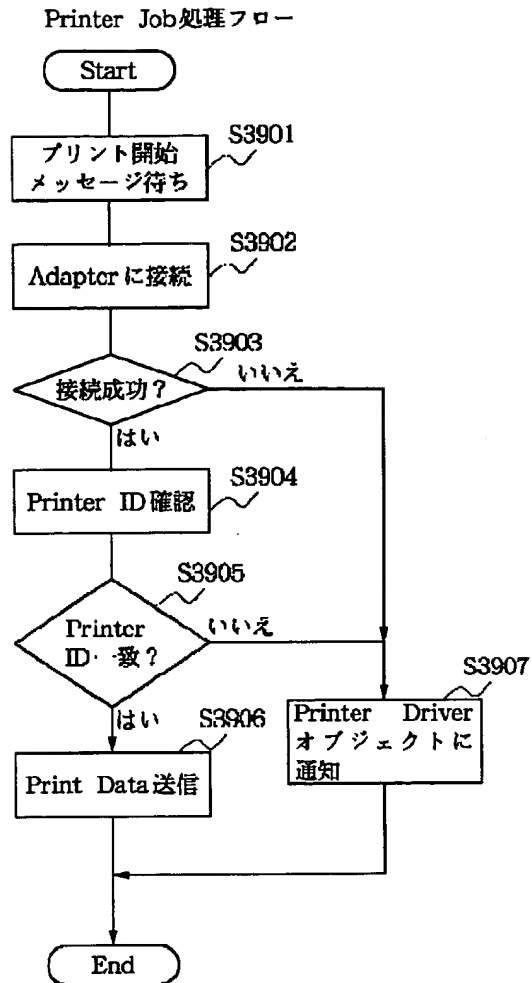 Printer Job処理フロー
Start
S3901
プリント開始
メッセージ待ち
S3902
Adapterに接続
S3903
接続成功？
いいえ
はい
S3904
Printer ID確認
S3905
Printer
ID一致？
いいえ
はい
S3906
Print Data送信
S3907
Printer Driver
オブジェクトに
通知
End